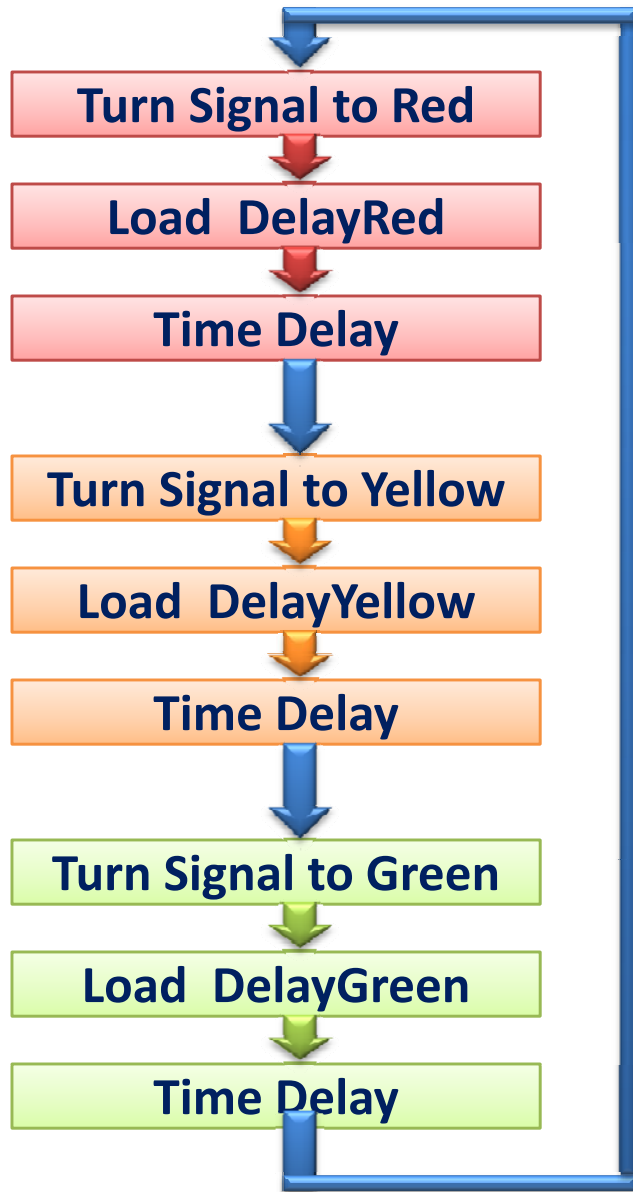 Turn Signal to Red
Load  DelayRed
Time Delay
Turn Signal to Yellow
Load  DelayYellow
Time Delay
Turn Signal to Green
Load  DelayGreen
Time Delay